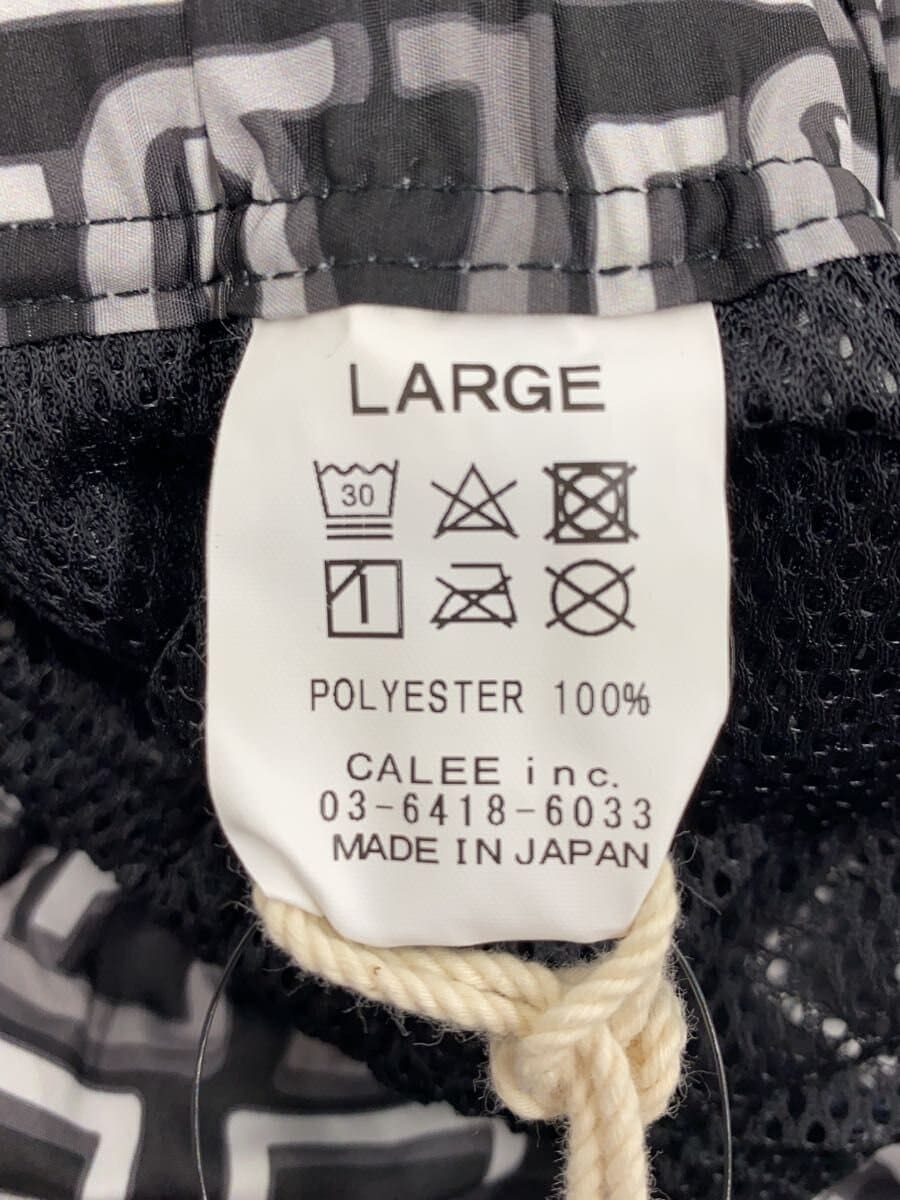 LARGE
30
POLYESTER 100%
CALEE inc.
03-6418-6033
MADE IN JAPAN